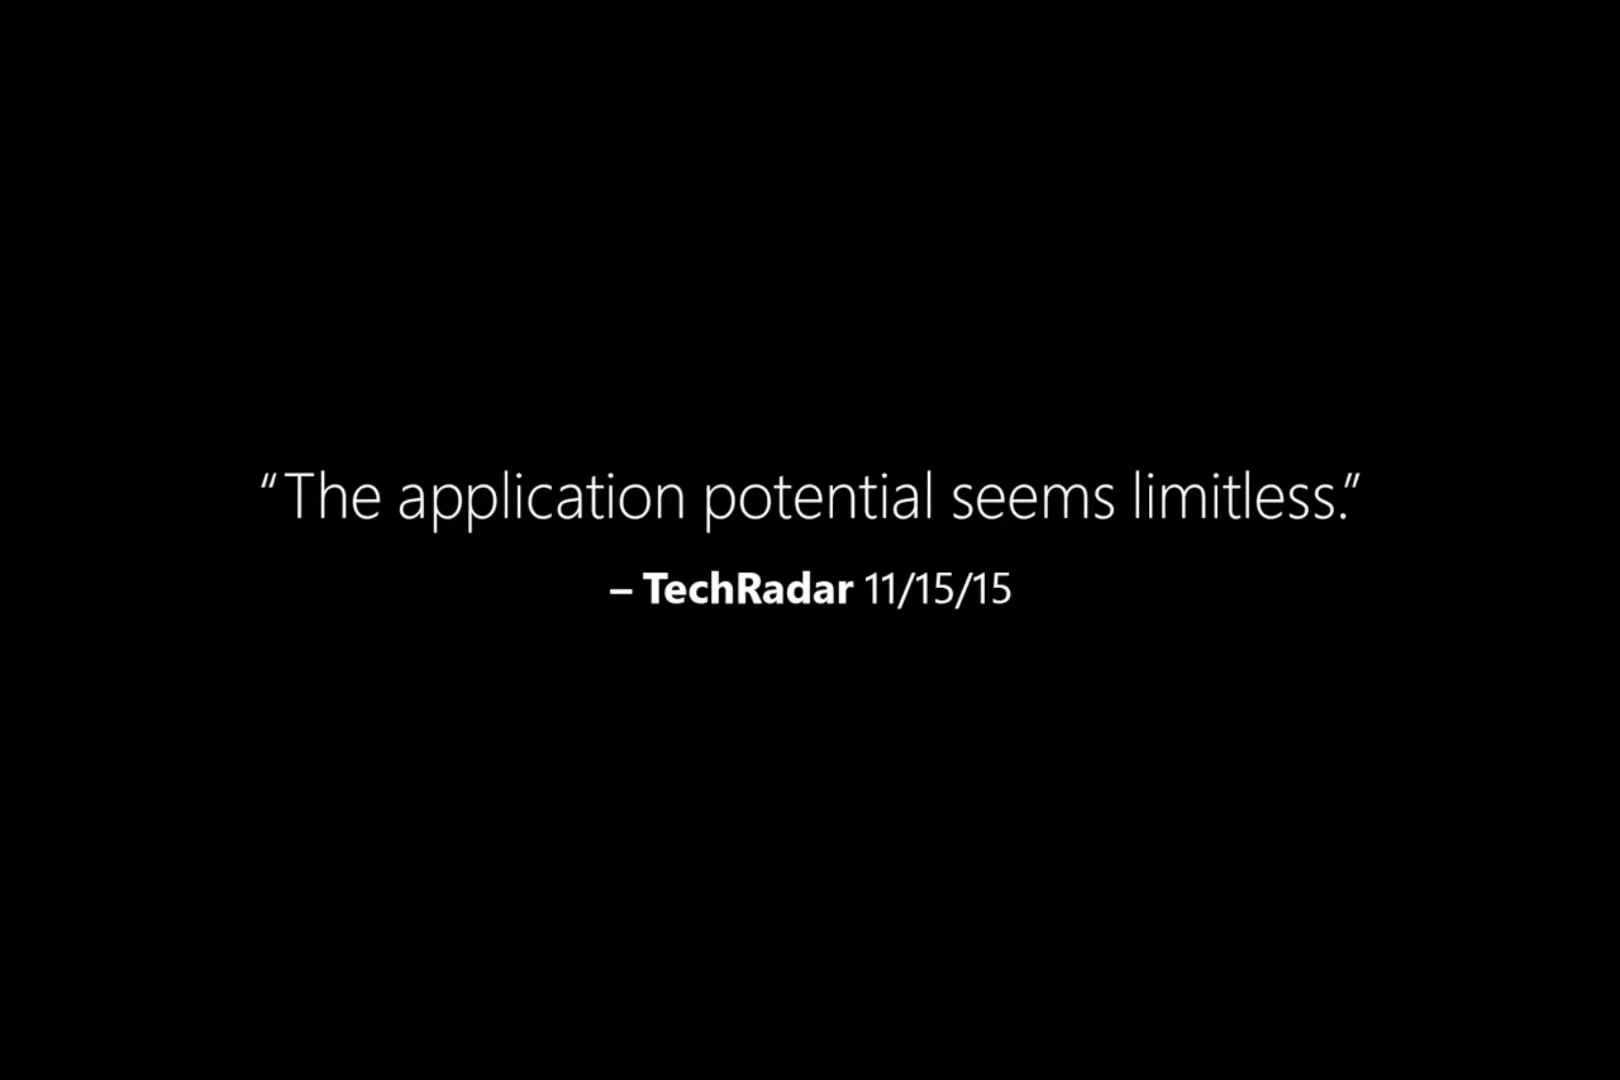 “The application potential seems limitless.”
– TechRadar 11/15/15